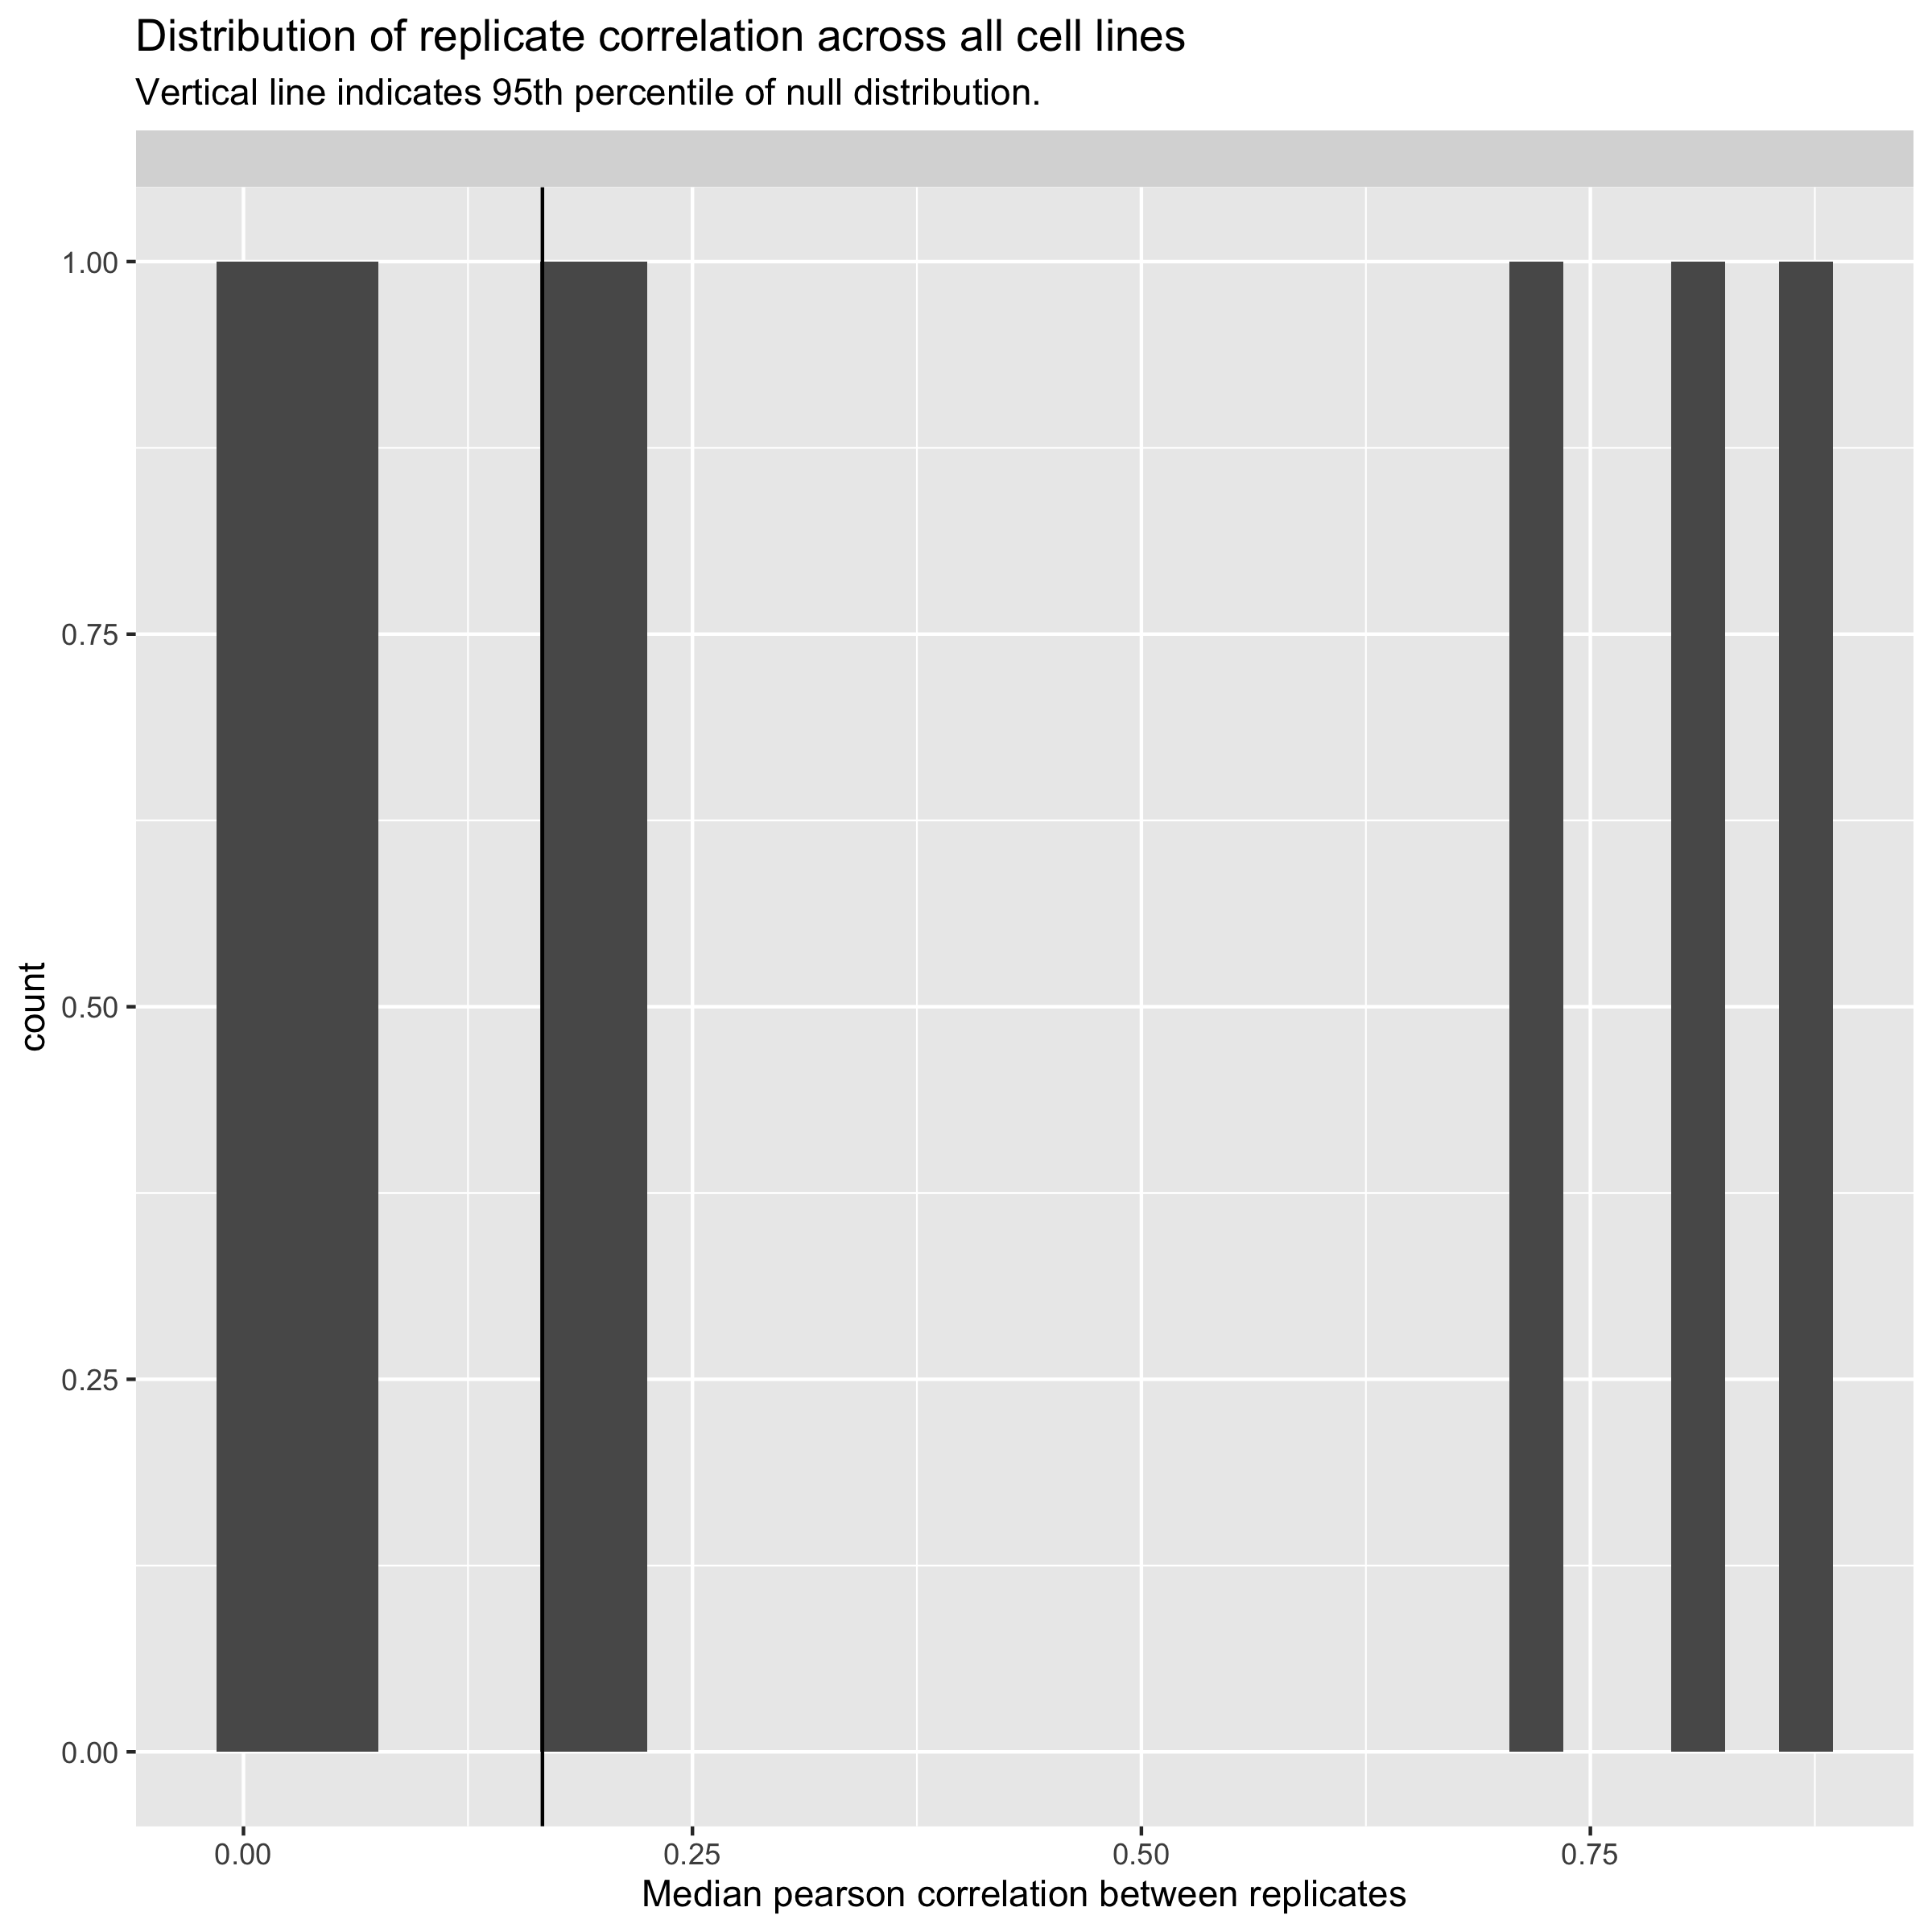 Distribution of replicate correlation across all cell lines
Vertical line indicates 95th percentile of null distribution.
1.00
0.75
0.50
0.25
0.00
count
0.00
0.25
0.50
0.75
Median pearson correlation between replicates